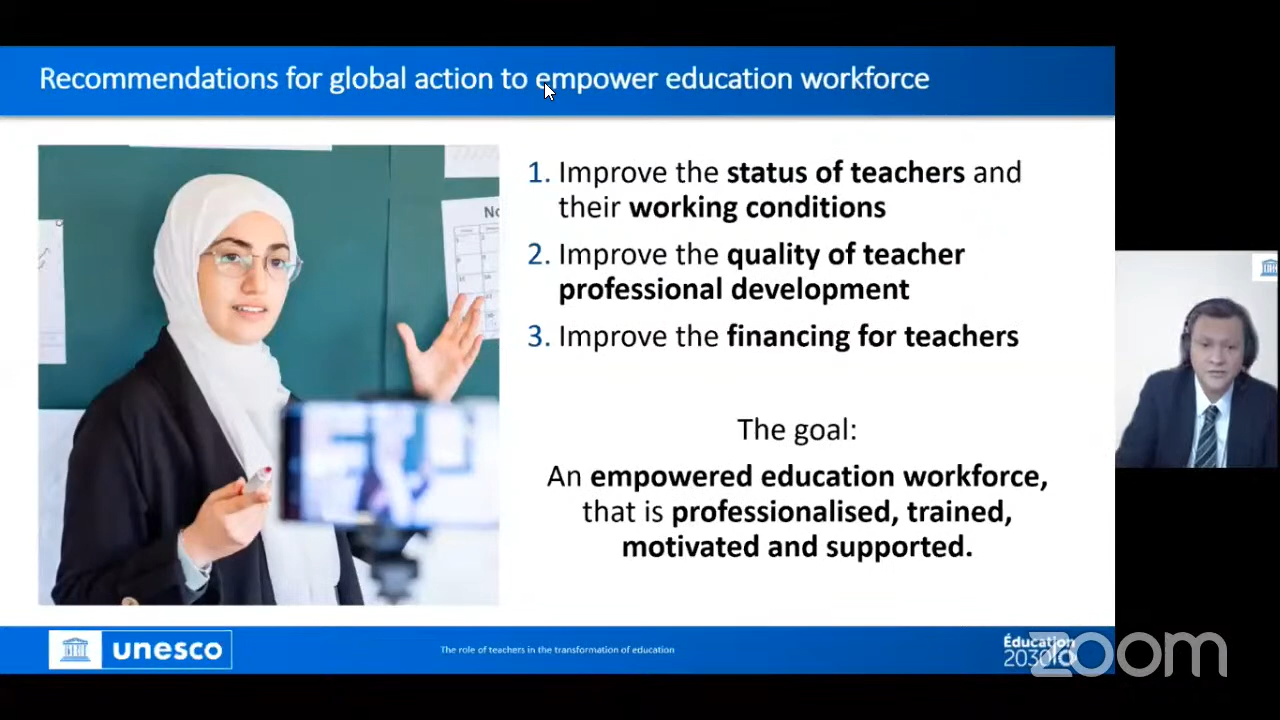 Recommendations for global action to empower education workforce
No
1. Improve the status of teachers and
their working conditions
2. Improve the quality of teacher
professional development
3. Improve the financing for teachers
The goal:
An empowered education workforce,
that is professionalised, trained,
motivated and supported.
unesco
The role of teachers in the transformation of education
Éducation
2030
zoom